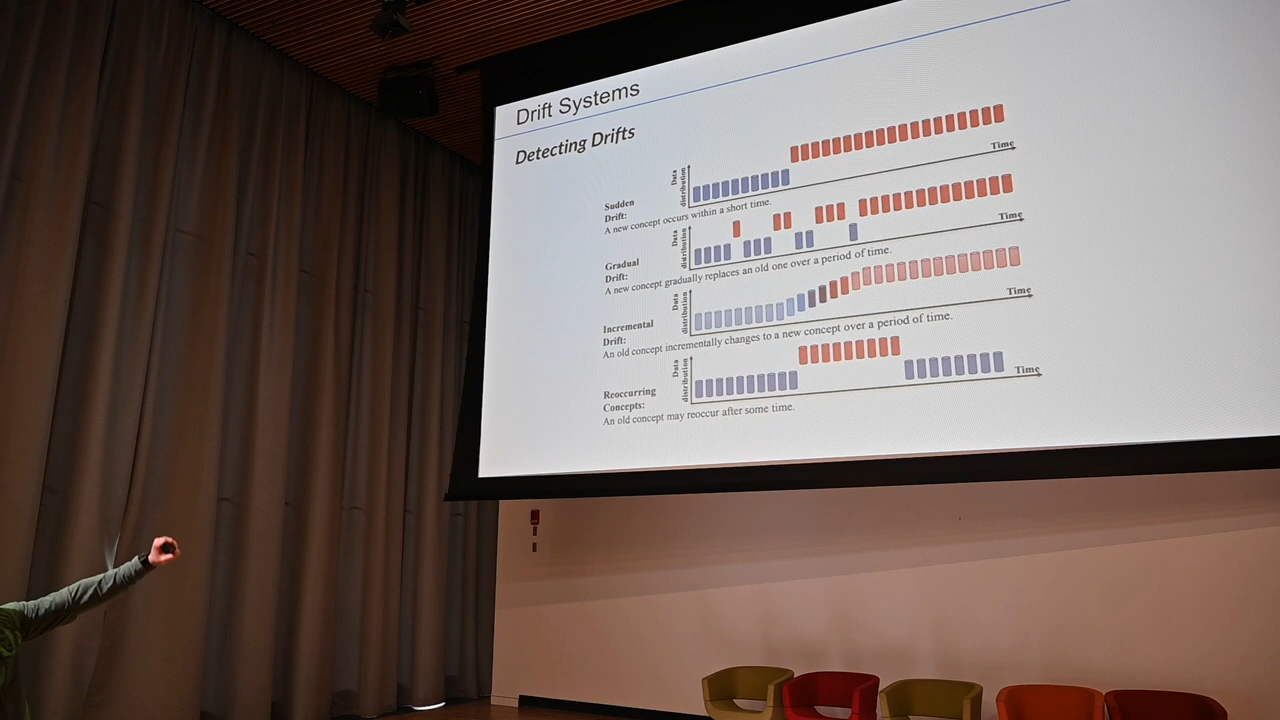 Drift Systems
Detecting Drifts
Data
distribution
Time
Sudden
Drift:
A new concept occurs within a short time.
Data
distribution
Time
Gradual
Drift:
A new concept gradually replaces an old one over a period of time.
Data
distribution
Time
Incremental
Drift:
An old concept incrementally changes to a new concept over a period of time.
Data
distribution
Time
Reoccurring
Concepts:
An old concept may reoccur after some time.